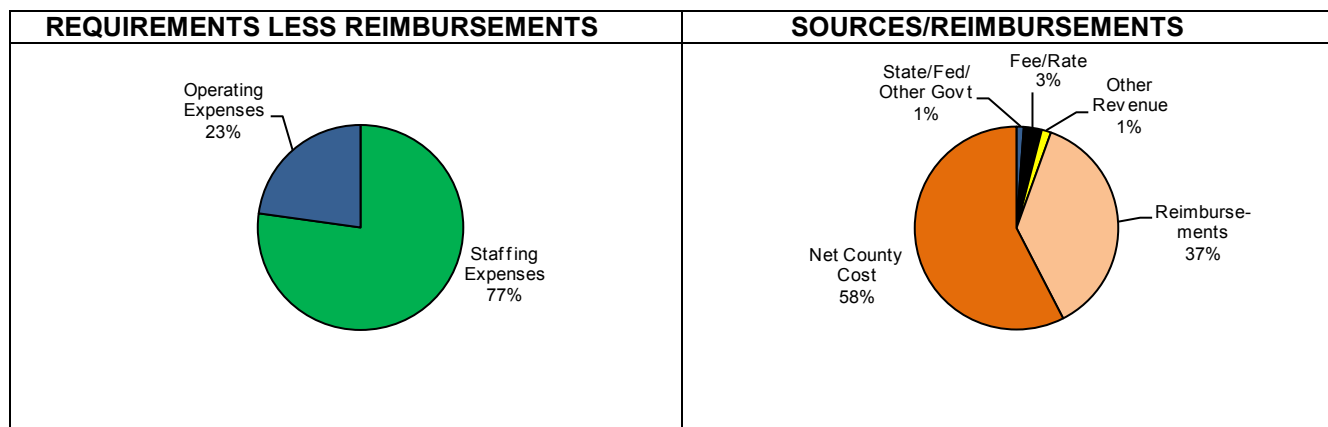 REQUIREMENTS LESS REIMBURSEMENTS
Operating
Expenses
23%
Staffing
Expenses
77%
SOURCES/REIMBURSEMENTS
State/Fed/
Other Govt
1%
Fee/Rate
3%
Other
Revenue
1%
Reimburse-
ments
37%
Net County
Cost
58%